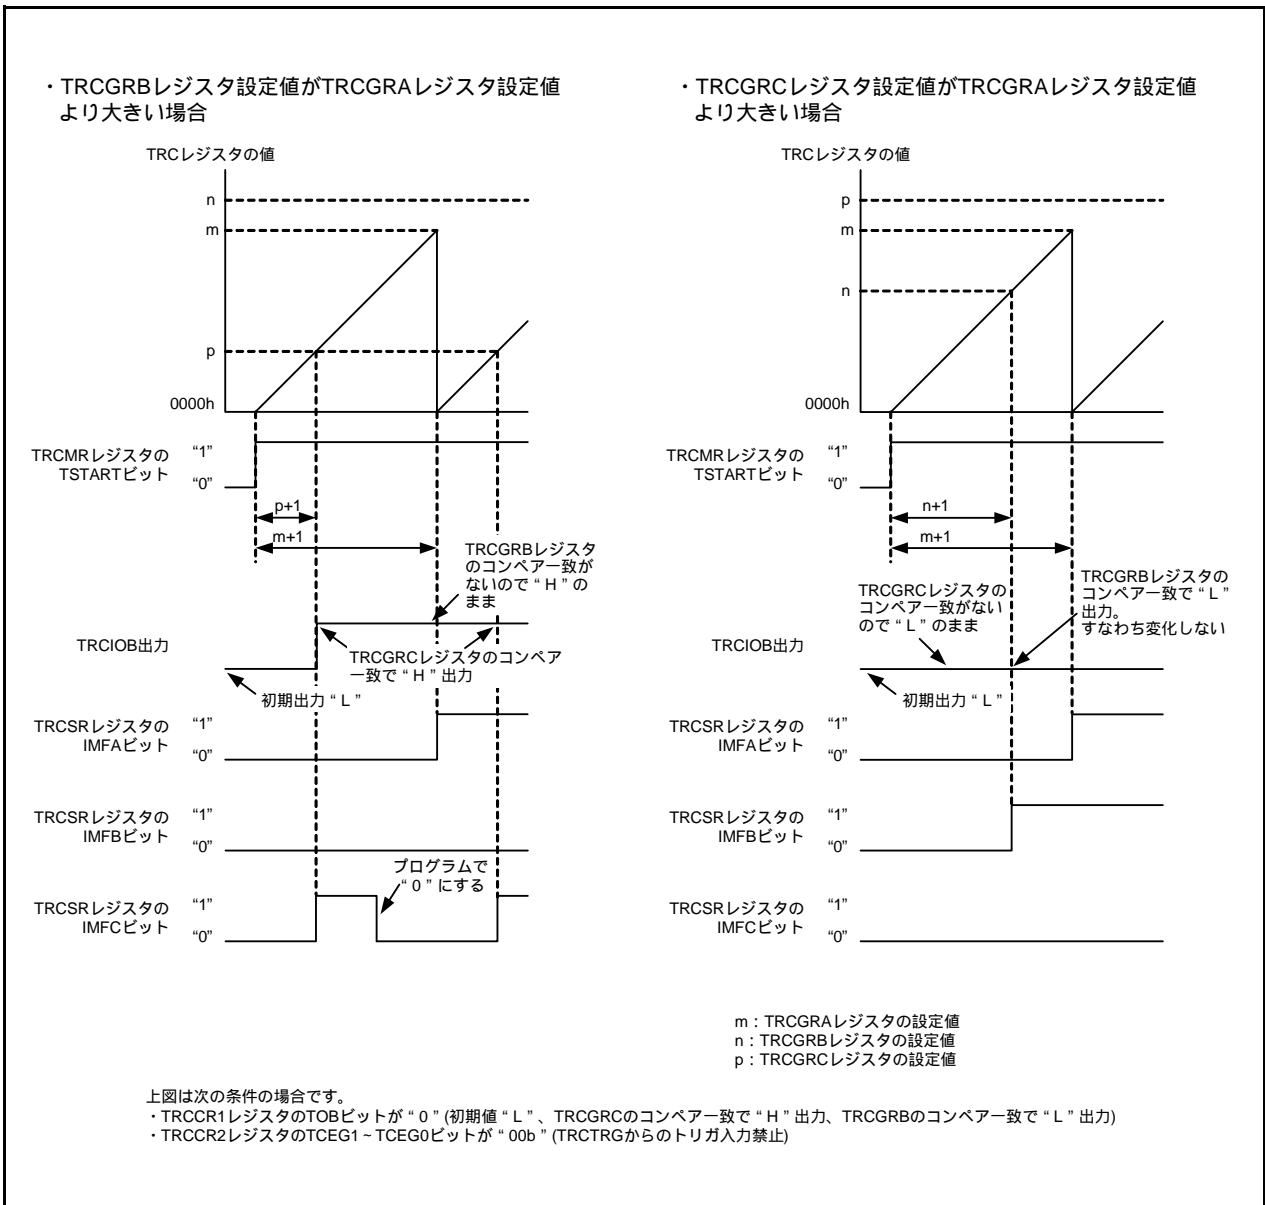 ・TRCGRBレジスタ設定値がTRCGRAレジスタ設定値
より大きい場合
TRCレジスタの値
n
m
p
0000h
TRCMRレジスタの
TSTARTビット
“1”
“0”
p+1
m+1
TRCGRBレジスタ
のコンペア一致が
ないので“H”の
まま
TRCIOB出力
TRCGRCレジスタのコンペア
一致で“H”出力
初期出力“L”
TRCSRレジスタの
IMFAビット
“1”
“0”
TRCSRレジスタの
IMFBビット
“1”
“0”
プログラムで
“0”にする
TRCSRレジスタの
IMFCビット
“1”
“0”
・TRCGRCレジスタ設定値がTRCGRAレジスタ設定値
より大きい場合
TRCレジスタの値
p
m
n
0000h
TRCMRレジスタの
TSTARTビット
“1”
“0”
n+1
m+1
TRCGRCレジスタの
コンペア一致がない
ので“L”のまま
TRCGRBレジスタの
コンペア一致で“L”
出力。
すなわち変化しない
TRCIOB出力
初期出力“L”
TRCSRレジスタの
IMFAビット
“1”
“0”
TRCSRレジスタの
IMFBビット
“1”
“0”
TRCSRレジスタの
IMFCビット
“1”
“0”
m：TRCGRAレジスタの設定値
n：TRCGRBレジスタの設定値
p：TRCGRCレジスタの設定値
上図は次の条件の場合です。
・TRCCR1レジスタのTOBビットが“0”(初期値“L”、TRCGRCのコンペア一致で“H”出力、TRCGRBのコンペア一致で“L”出力)
・TRCCR2レジスタのTCEG1～TCEG0ビットが“00b”(TRCTRGからのトリガ入力禁止)